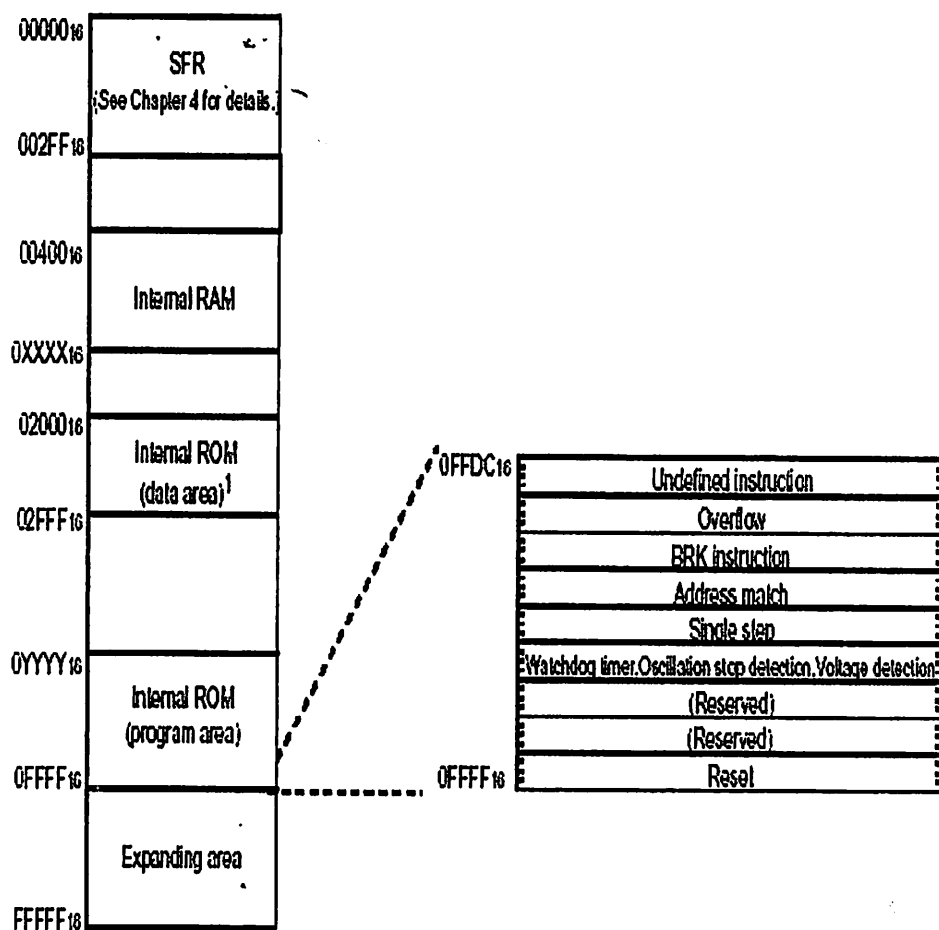 00000₁₆
SFR
(See Chapter 4 for details.)
002FF₁₆
00400₁₆
Internal RAM
0XXXX₁₆
02000₁₆
Internal ROM
(data area)¹
02FFF₁₆
0YYYY₁₆
Internal ROM
(program area)
0FFFF₁₆
Expanding area
FFFFF₁₆
0FFDC₁₆
Undefined instruction
Overflow
BRK instruction
Address match
Single step
Watchdog timer,Oscillation stop detection,Voltage detection
(Reserved)
(Reserved)
Reset
0FFFF₁₆